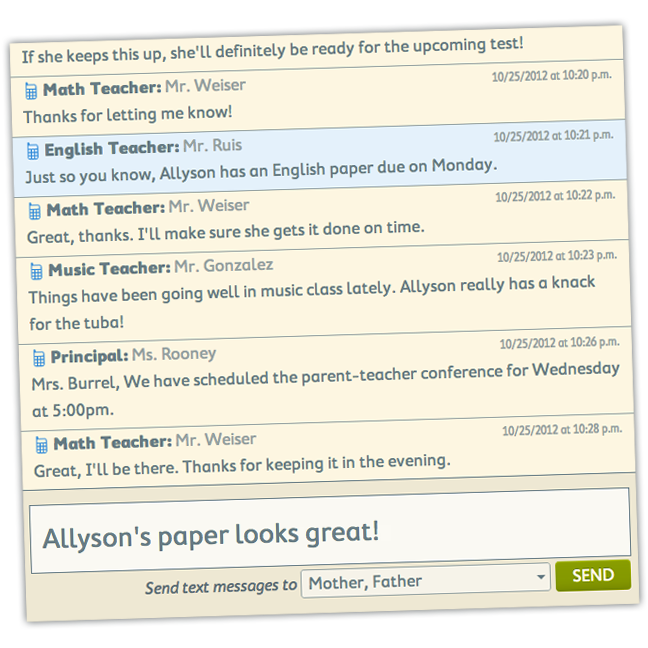 If she keeps this up, she'll definitely be ready for the upcoming test!
Math Teacher: Mr. Weiser 10/25/2012 at 10:20 p.m.
Thanks for letting me know!
English Teacher: Mr. Ruis 10/25/2012 at 10:21 p.m.
Just so you know, Allyson has an English paper due on Monday.
Math Teacher: Mr. Weiser 10/25/2012 at 10:22 p.m.
Great, thanks. I'll make sure she gets it done on time.
Music Teacher: Mr. Gonzalez 10/25/2012 at 10:23 p.m.
Things have been going well in music class lately. Allyson really has a knack
for the tuba!
Principal: Ms. Rooney 10/25/2012 at 10:26 p.m.
Mrs. Burrel, We have scheduled the parent-teacher conference for Wednesday
at 5:00pm.
Math Teacher: Mr. Weiser 10/25/2012 at 10:28 p.m.
Great, I'll be there. Thanks for keeping it in the evening.
Allyson's paper looks great!
Send text messages to Mother, Father SEND